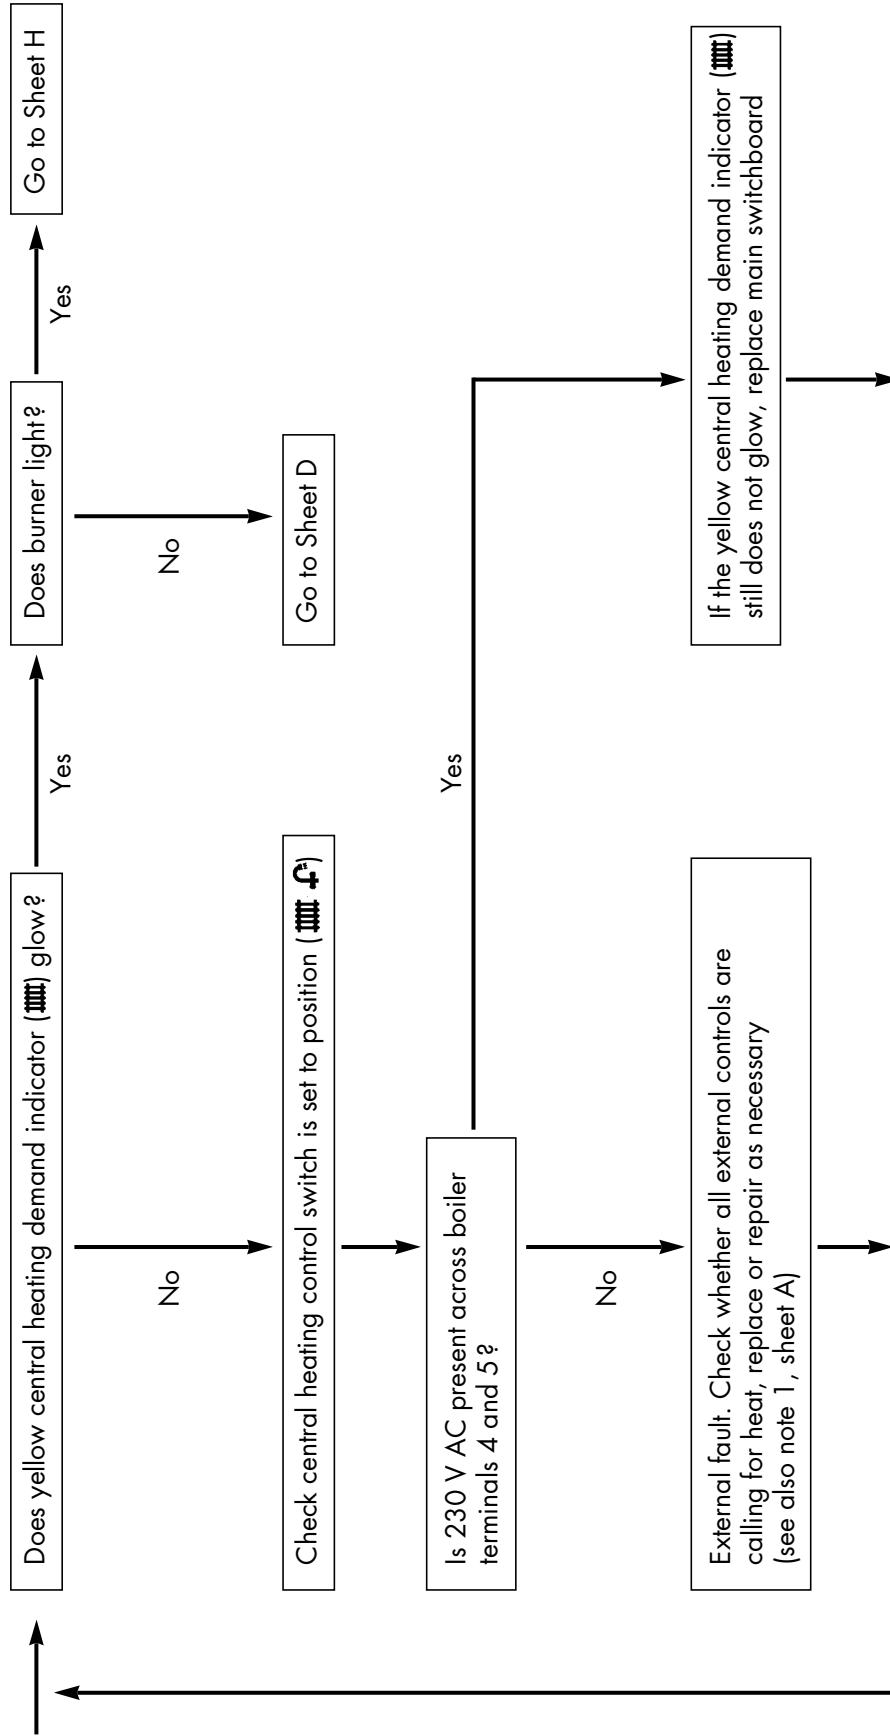 Does yellow central heating demand indicator ( ) glow?
Yes
Does burner light?
Yes
Go to Sheet H
No
No
Check central heating control switch is set to position ( )
Go to Sheet D
Is 230 V AC present across boiler
terminals 4 and 5?
Yes
No
External fault. Check whether all external controls are
calling for heat, replace or repair as necessary
(see also note 1, sheet A)
If the yellow central heating demand indicator ( )
still does not glow, replace main switchboard